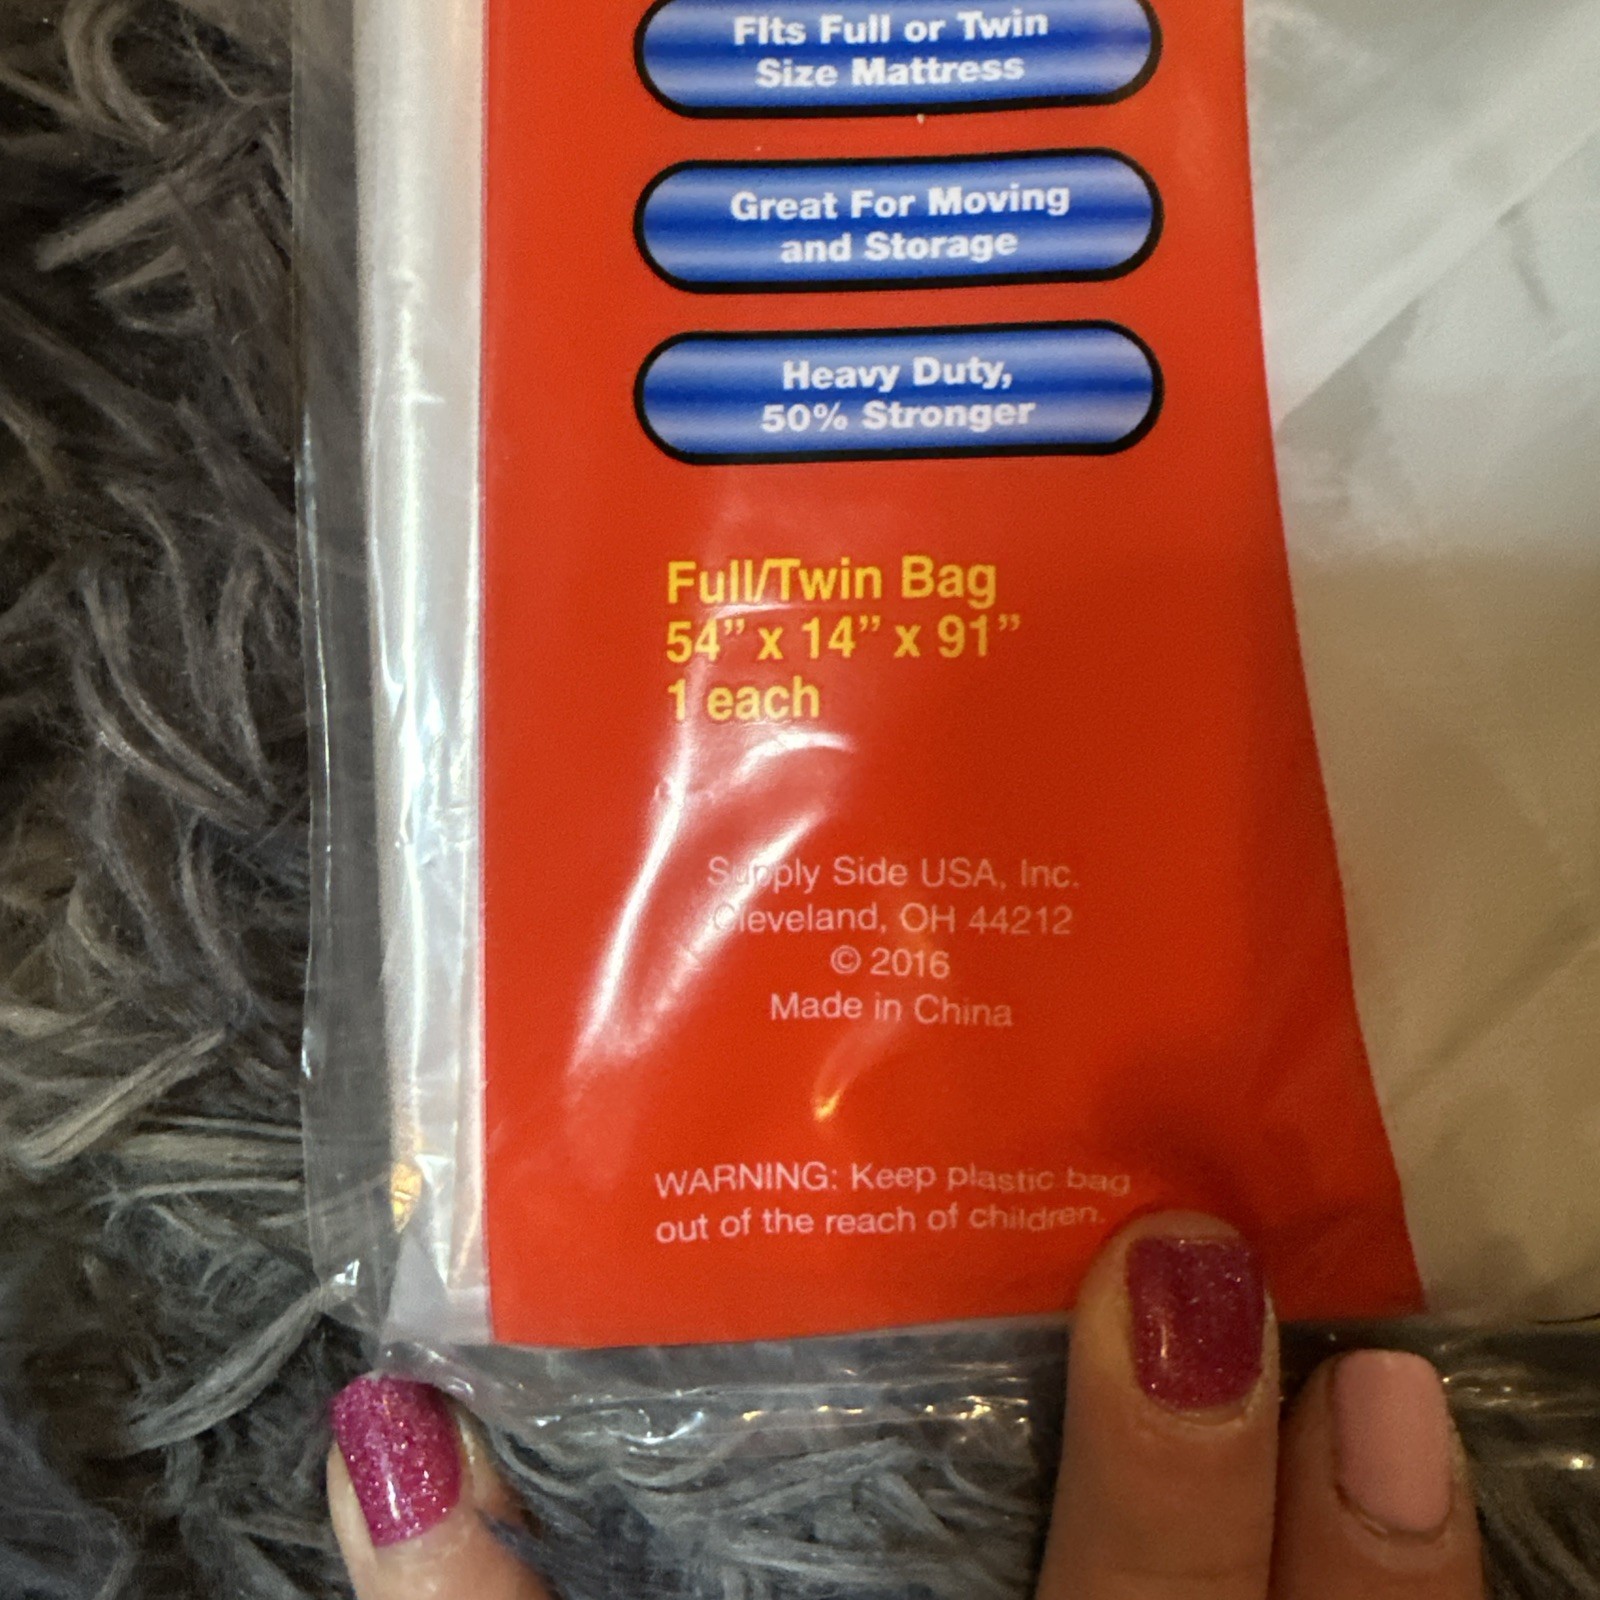 Fits Full or Twin
Size Mattress
Great For Moving
and Storage
Heavy Duty,
50% Stronger
Full/Twin Bag
54” x 14” x 91”
1 each
Supply Side USA, Inc.
Cleveland, OH 44212
© 2016
Made in China
WARNING: Keep plastic bag
out of the reach of children.